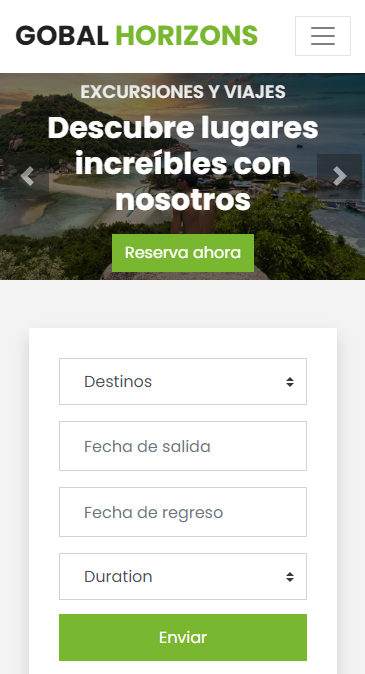 GOBAL HORIZONS
EXCURSIONES Y VIAJES
Descubre lugares
increíbles con
nosotros
Reserva ahora
Destinos
Fecha de salida
Fecha de regreso
Duration
Enviar